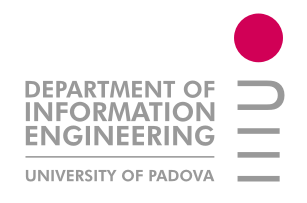 DEPARTMENT OF
INFORMATION
ENGINEERING
UNIVERSITY OF PADOVA